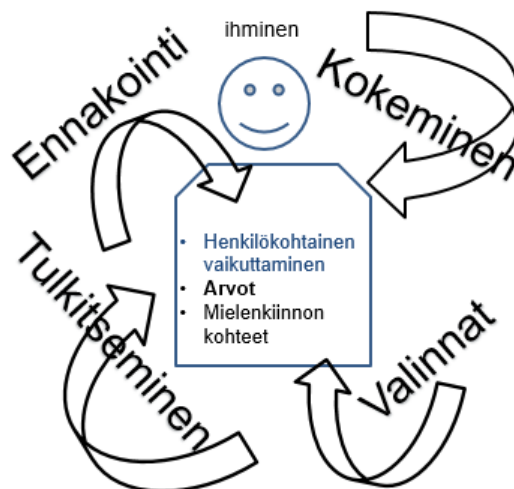 ihminen
Ennakointi
Kokeminen
• Henkilökohtainen
vaikuttaminen
• Arvot
• Mielenkiinnon
kohteet
Tulkitseminen
Valinnat